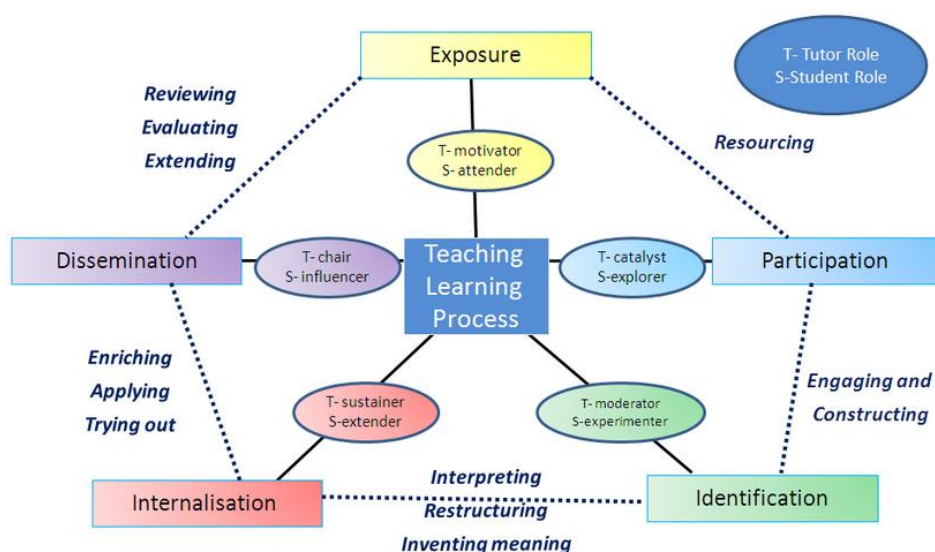 Exposure
T- Tutor Role
S-Student Role
Reviewing
Evaluating
Extending
Resourcing
T- motivator
S- attender
Dissemination
T- chair
S- influencer
Teaching
Learning
Process
T- catalyst
S-explorer
Participation
Enriching
Applying
Trying out
T- sustainer
S-extender
T- moderator
S-experimenter
Engaging and
Constructing
Internalisation
Interpreting
Restructuring
Inventing meaning
Identification